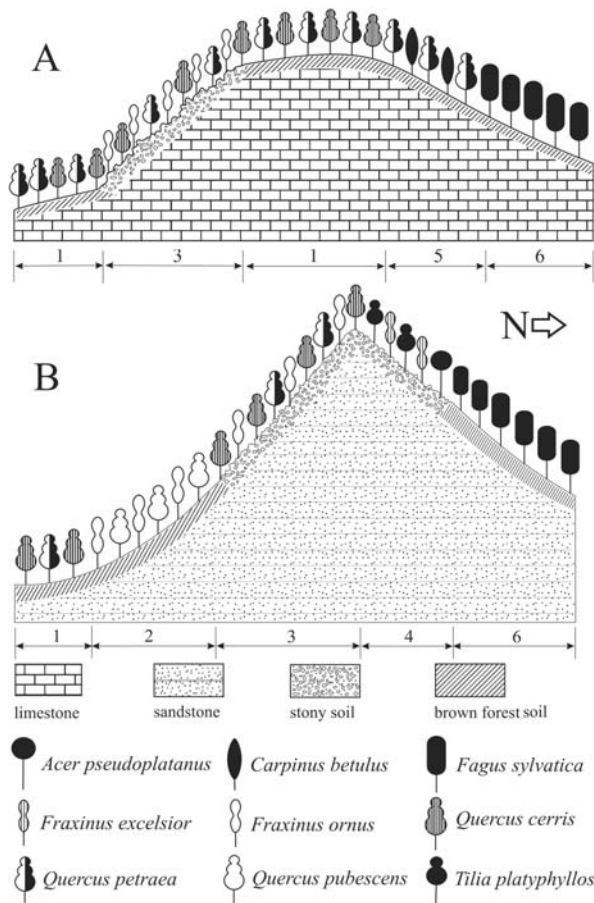 A
1 3 1 5 6
N
B
1 2 3 4 6
limestone sandstone stony soil brown forest soil
Acer pseudoplatanus Carpinus betulus Fagus sylvatica
Fraxinus excelsior Fraxinus ornus Quercus cerris
Quercus petraea Quercus pubescens Tilia platyphyllos